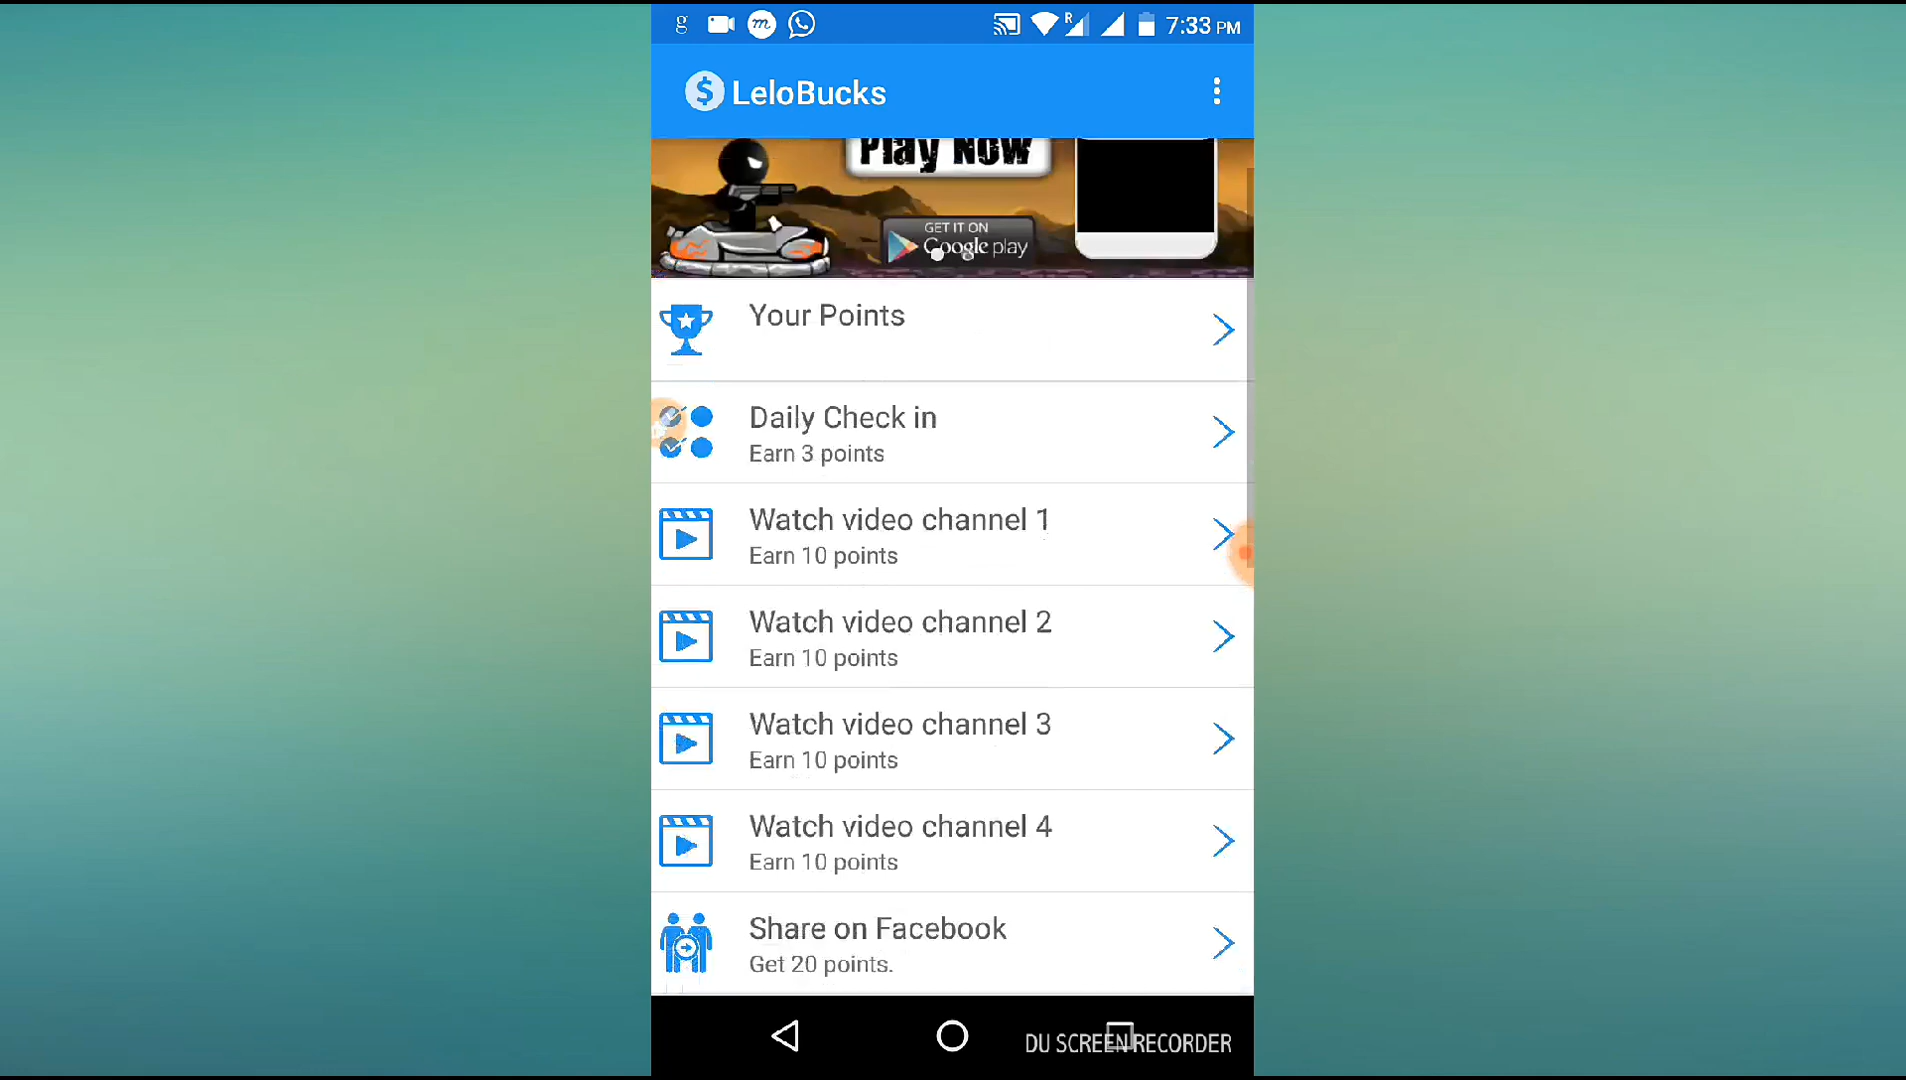 g m 7:33 PM
$ LeloBucks
Play Now
GET IT ON
Google play
Your Points
Daily Check in
Earn 3 points
Watch video channel 1
Earn 10 points
Watch video channel 2
Earn 10 points
Watch video channel 3
Earn 10 points
Watch video channel 4
Earn 10 points
Share on Facebook
Get 20 points.
DU SCREEN RECORDER